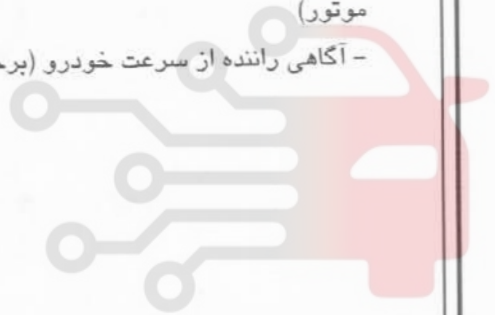 موتور)
- آگاهی راننده از سرعت خودرو